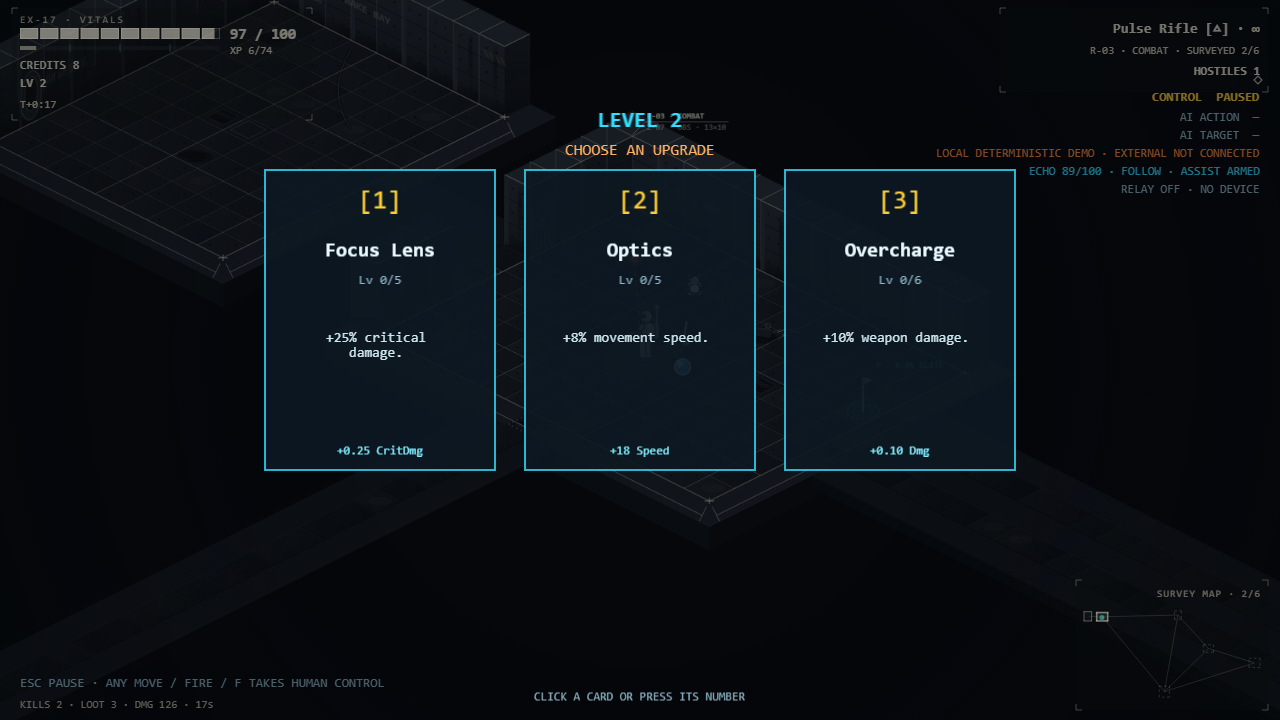 EX-17 · VITALS
97 / 100
XP 6/74
CREDITS 8
LV 2
T+0:17
Pulse Rifle [▲] · ∞
R-03 · COMBAT · SURVEYED 2/6
HOSTILES 1
CONTROL PAUSED
AI ACTION —
AI TARGET —
LOCAL DETERMINISTIC DEMO · EXTERNAL NOT CONNECTED
ECHO 89/100 · FOLLOW · ASSIST ARMED
RELAY OFF · NO DEVICE
LEVEL 2
CHOOSE AN UPGRADE
[1]
Focus Lens
Lv 0/5
+25% critical
damage.
+0.25 CritDmg
[2]
Optics
Lv 0/5
+8% movement speed.
+18 Speed
[3]
Overcharge
Lv 0/6
+10% weapon damage.
+0.10 Dmg
SURVEY MAP · 2/6
ESC PAUSE · ANY MOVE / FIRE / F TAKES HUMAN CONTROL
KILLS 2 · LOOT 3 · DMG 126 · 17s
CLICK A CARD OR PRESS ITS NUMBER